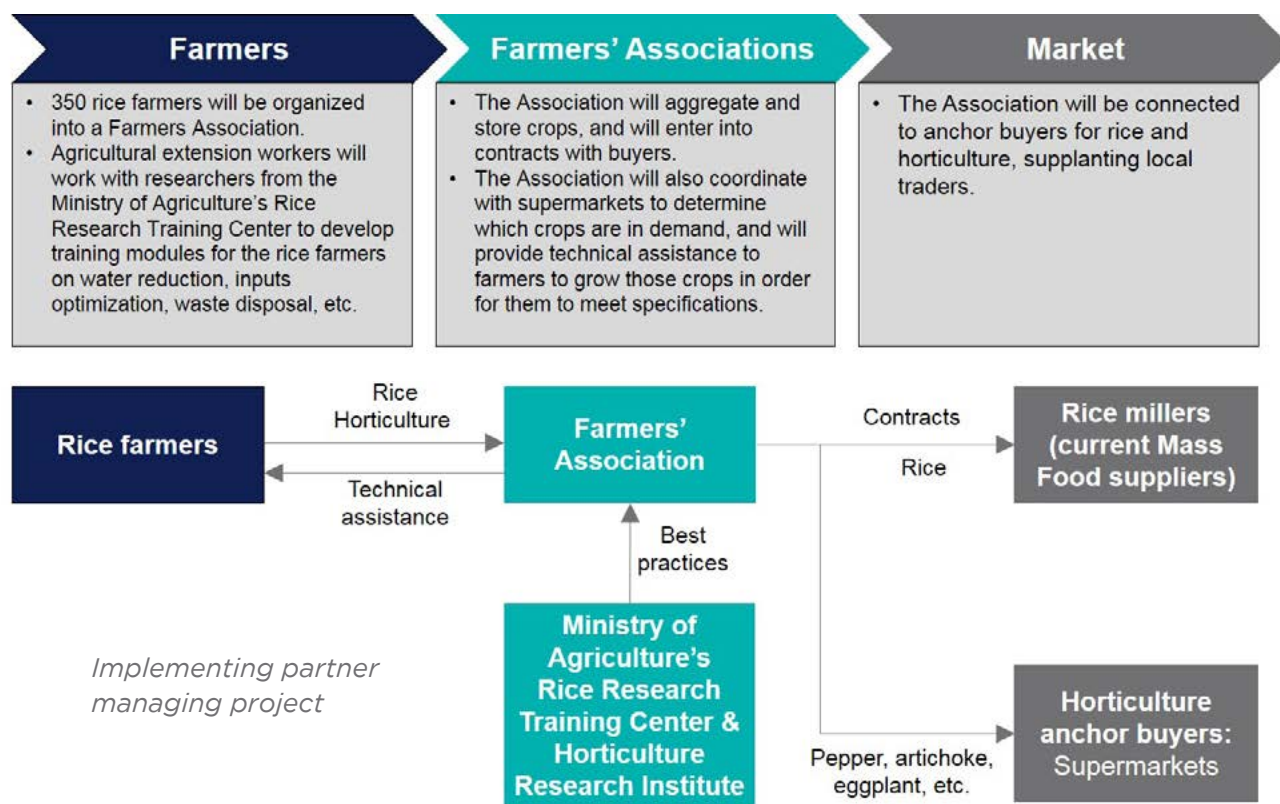 Farmers
• 350 rice farmers will be organized
into a Farmers Association.
• Agricultural extension workers will
work with researchers from the
Ministry of Agriculture’s Rice
Research Training Center to develop
training modules for the rice farmers
on water reduction, inputs
optimization, waste disposal, etc.
Farmers’ Associations
• The Association will aggregate and
store crops, and will enter into
contracts with buyers.
• The Association will also coordinate
with supermarkets to determine
which crops are in demand, and will
provide technical assistance to
farmers to grow those crops in order
for them to meet specifications.
Market
• The Association will be connected
to anchor buyers for rice and
horticulture, supplanting local
traders.
Rice farmers
Rice
Horticulture
Technical
assistance
Farmers’
Association
Contracts
Rice
Rice millers
(current Mass
Food suppliers)
Best
practices
Ministry of
Agriculture’s
Rice Research
Training Center &
Horticulture
Research Institute
Implementing partner
managing project
Pepper, artichoke,
eggplant, etc.
Horticulture
anchor buyers:
Supermarkets